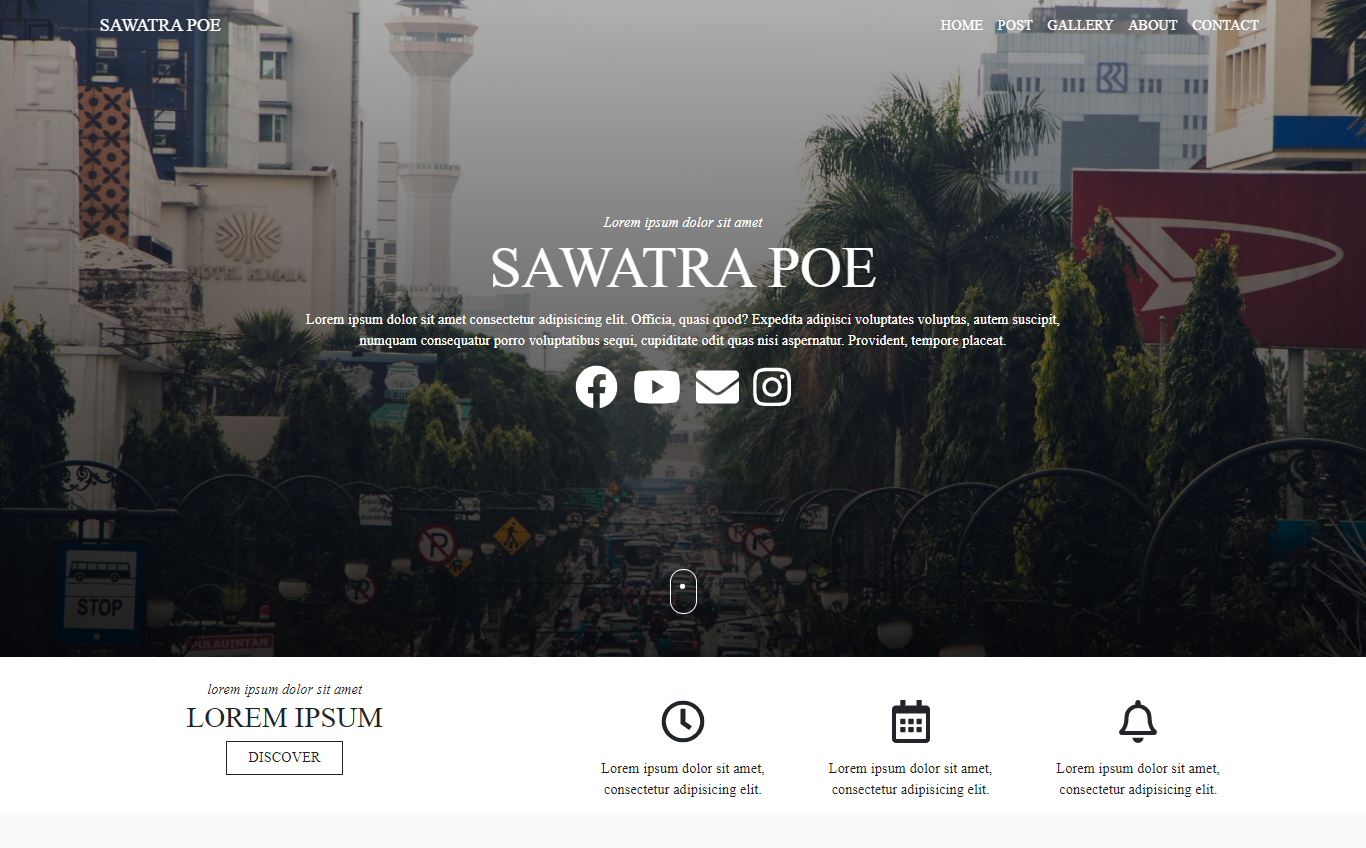 SAWATRA POE
HOME POST GALLERY ABOUT CONTACT
HOTEL KUMALA
Lorem ipsum dolor sit amet
SAWATRA POE
Lorem ipsum dolor sit amet consectetur adipisicing elit. Officia, quasi quod? Expedita adipisci voluptates voluptas, autem suscipit,
numquam consequatur porro voluptatibus sequi, cupiditate odit quas nisi aspernatur. Provident, tempore placeat.
STOP
lorem ipsum dolor sit amet
LOREM IPSUM
DISCOVER
Lorem ipsum dolor sit amet,
consectetur adipisicing elit.
Lorem ipsum dolor sit amet,
consectetur adipisicing elit.
Lorem ipsum dolor sit amet,
consectetur adipisicing elit.